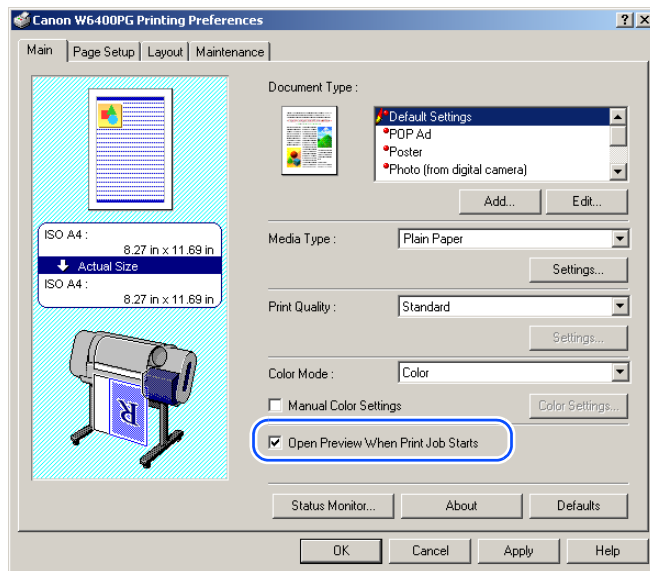 Canon W6400PG Printing Preferences
Main Page Setup Layout Maintenance
Document Type :
Default Settings
POP Ad
Poster
Photo (from digital camera)
Add... Edit...
ISO A4 :
8.27 in x 11.69 in
Actual Size
ISO A4 :
8.27 in x 11.69 in
R
Media Type : Plain Paper
Settings...
Print Quality : Standard
Settings...
Color Mode : Color
Manual Color Settings Color Settings...
Open Preview When Print Job Starts
Status Monitor... About Defaults
OK Cancel Apply Help